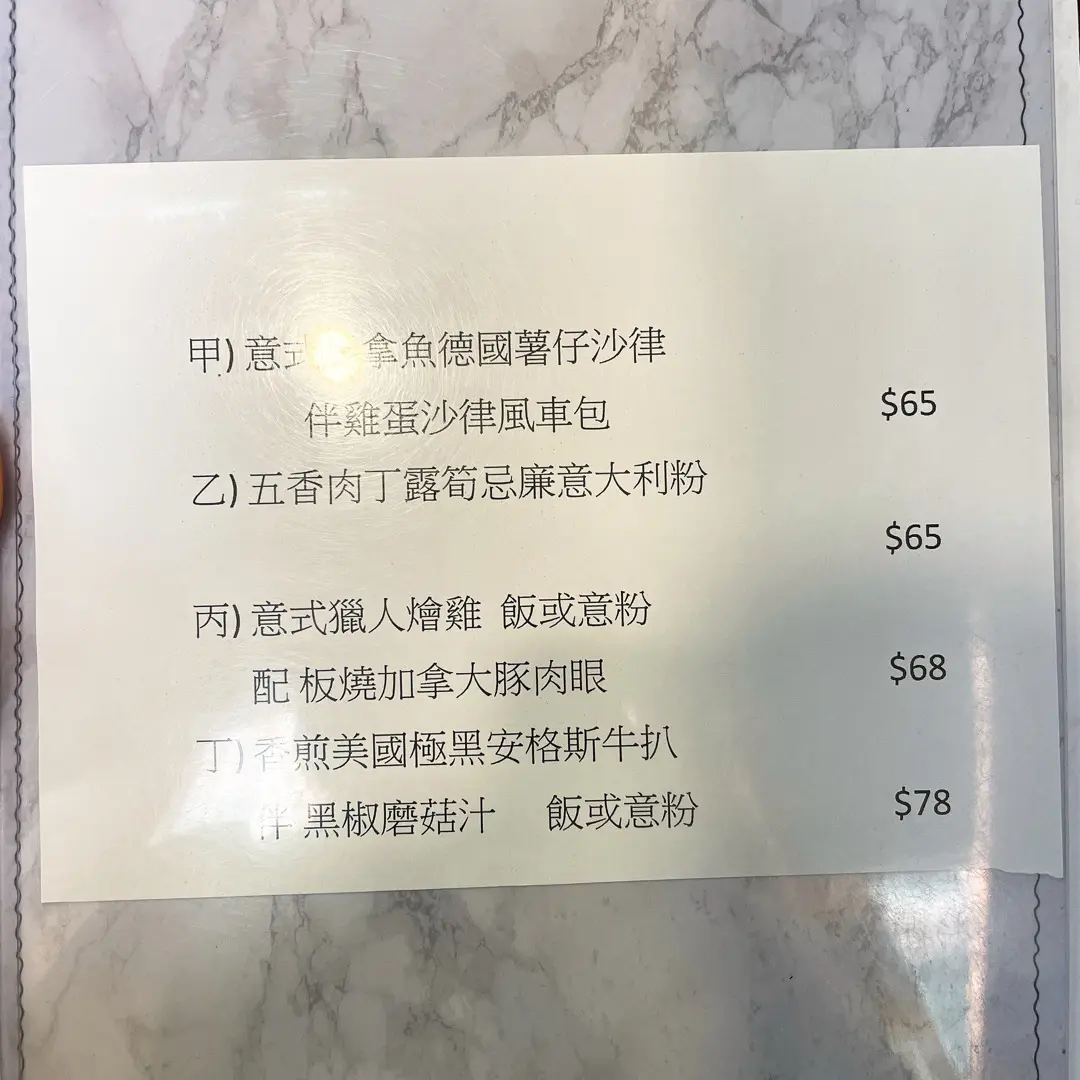 甲) 意式 拿魚德國薯仔沙律
伴雞蛋沙律風車包
$65
乙) 五香肉丁露筍忌廉意大利粉
$65
丙) 意式獵人燴雞 飯或意粉
配 板燒加拿大豚肉眼
$68
丁) 香煎美國極黑安格斯牛扒
伴 黑椒磨菇汁 飯或意粉
$78